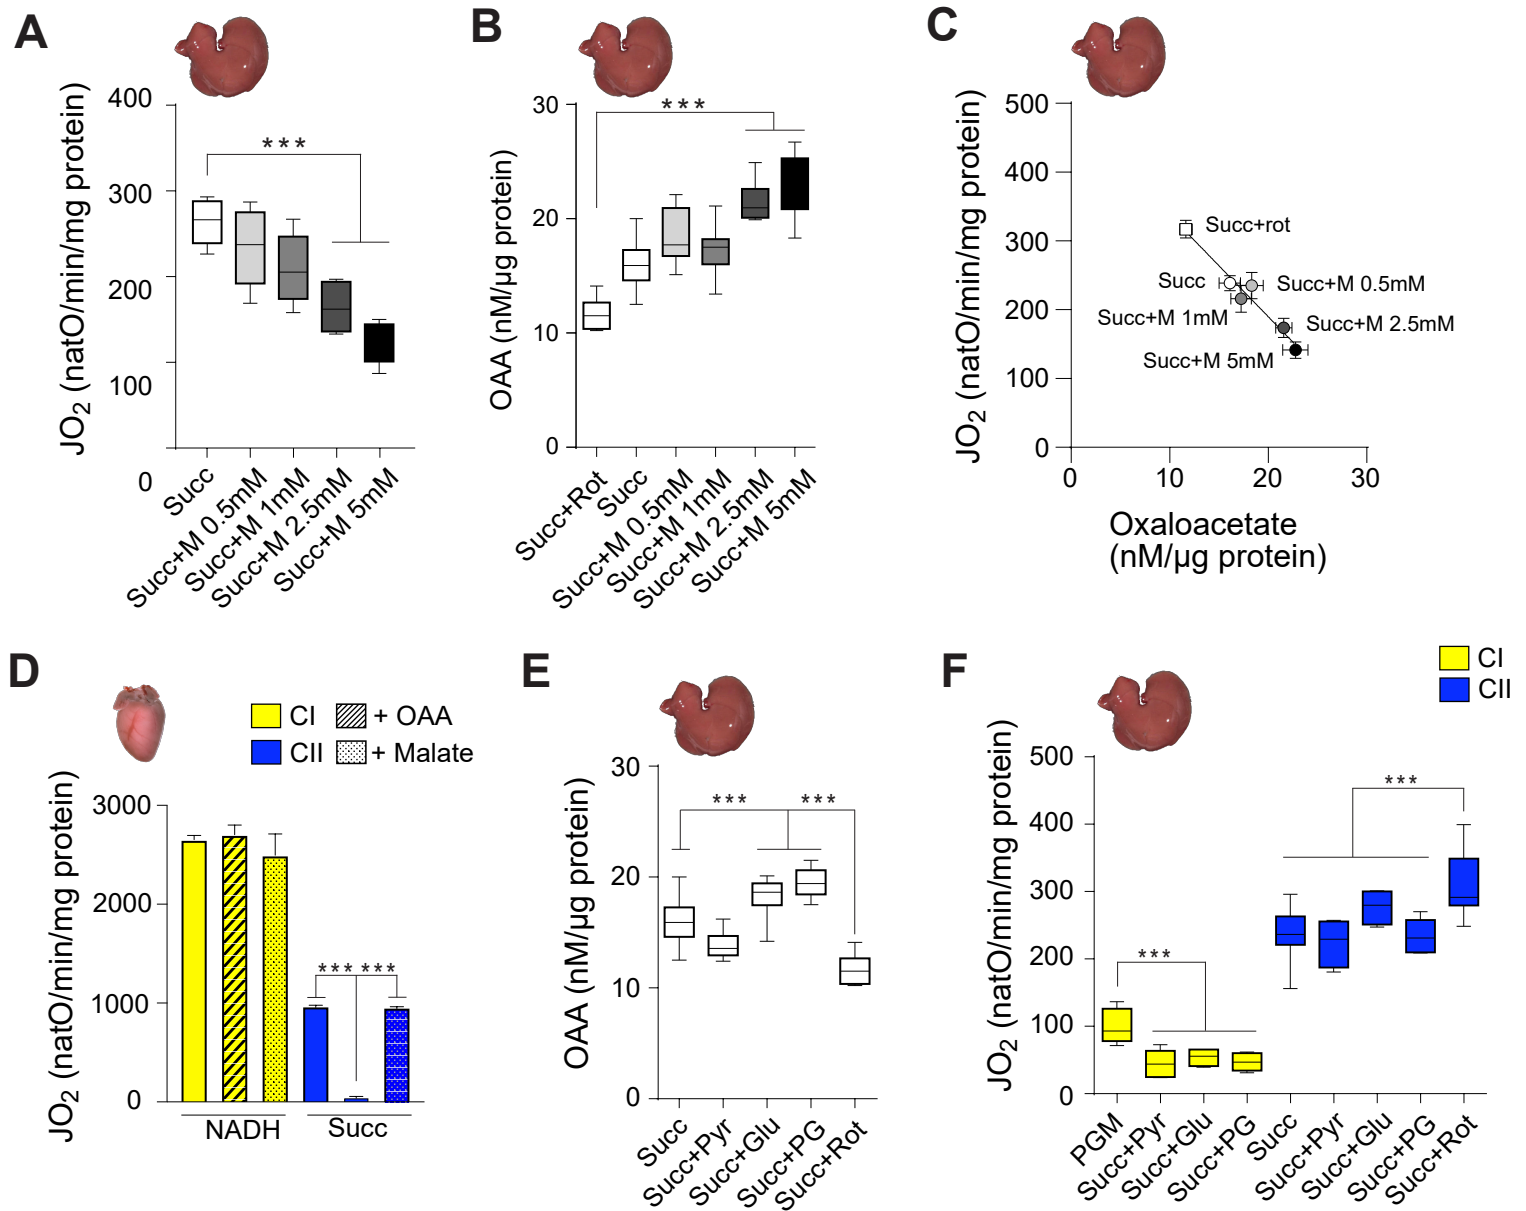 A
JO2 (natO/min/mg protein)
400
300
200
100
0
***
Succ
Succ+M 0.5mM
Succ+M 1mM
Succ+M 2.5mM
Succ+M 5mM
B
OAA (nM/µg protein)
30
20
10
0
***
Succ+Rot
Succ
Succ+M 0.5mM
Succ+M 1mM
Succ+M 2.5mM
Succ+M 5mM
C
JO2 (natO/min/mg protein)
500
400
300
200
100
0
Succ+rot
Succ
Succ+M 0.5mM
Succ+M 1mM
Succ+M 2.5mM
Succ+M 5mM
0 10 20 30
Oxaloacetate
(nM/µg protein)
D
CI + OAA
CII + Malate
JO2 (natO/min/mg protein)
3000
2000
1000
0
*** ***
NADH Succ
E
OAA (nM/µg protein)
30
20
10
0
*** ***
Succ
Succ+Pyr
Succ+Glu
Succ+PG
Succ+Rot
F
CI
CII
JO2 (natO/min/mg protein)
500
400
300
200
100
0
***
***
PGM
Succ+Pyr
Succ+Glu
Succ+PG
Succ
Succ+Pyr
Succ+Glu
Succ+PG
Succ+Rot